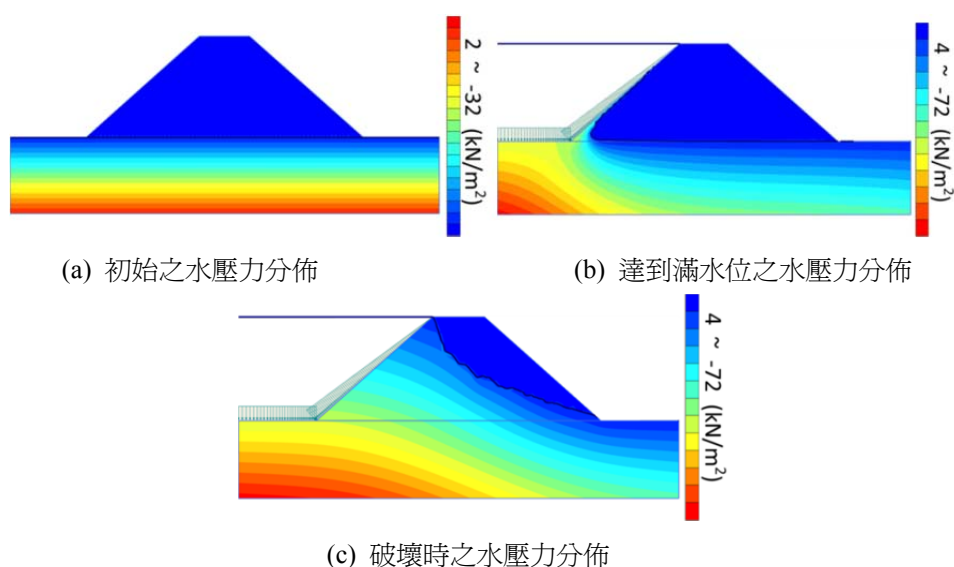 2 ~ -32 (kN/m²)
4 ~ -72 (kN/m²)
(a) 初始之水壓力分佈
(b) 達到滿水位之水壓力分佈
4 ~ -72 (kN/m²)
(c) 破壞時之水壓力分佈